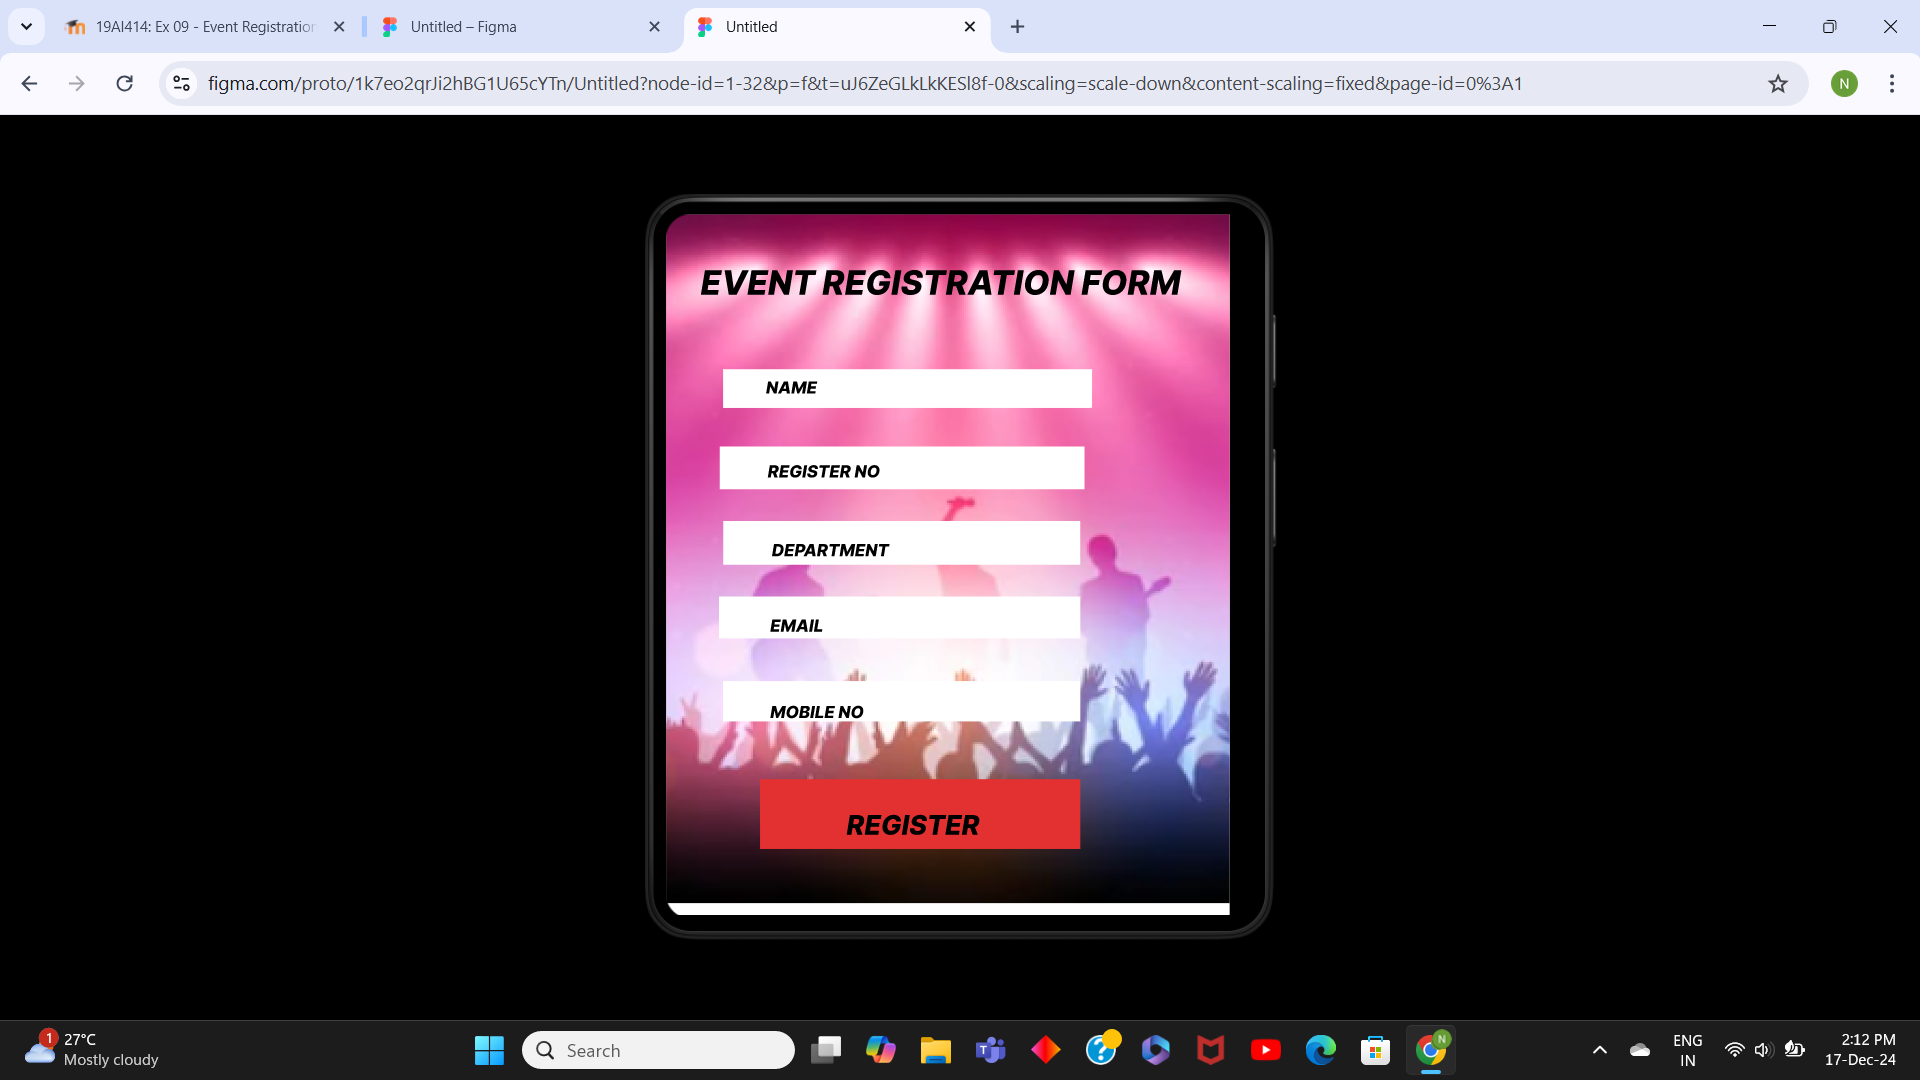 19AI414: Ex 09 - Event Registration
Untitled – Figma
Untitled
figma.com/proto/1k7eo2qrJi2hBG1U65cYTn/Untitled?node-id=1-32&p=f&t=uJ6ZeGLkLkKESl8f-0&scaling=scale-down&content-scaling=fixed&page-id=0%3A1
N
EVENT REGISTRATION FORM
NAME
REGISTER NO
DEPARTMENT
EMAIL
MOBILE NO
REGISTER
1
27°C
Mostly cloudy
Search
N
ENG
IN
2:12 PM
17-Dec-24